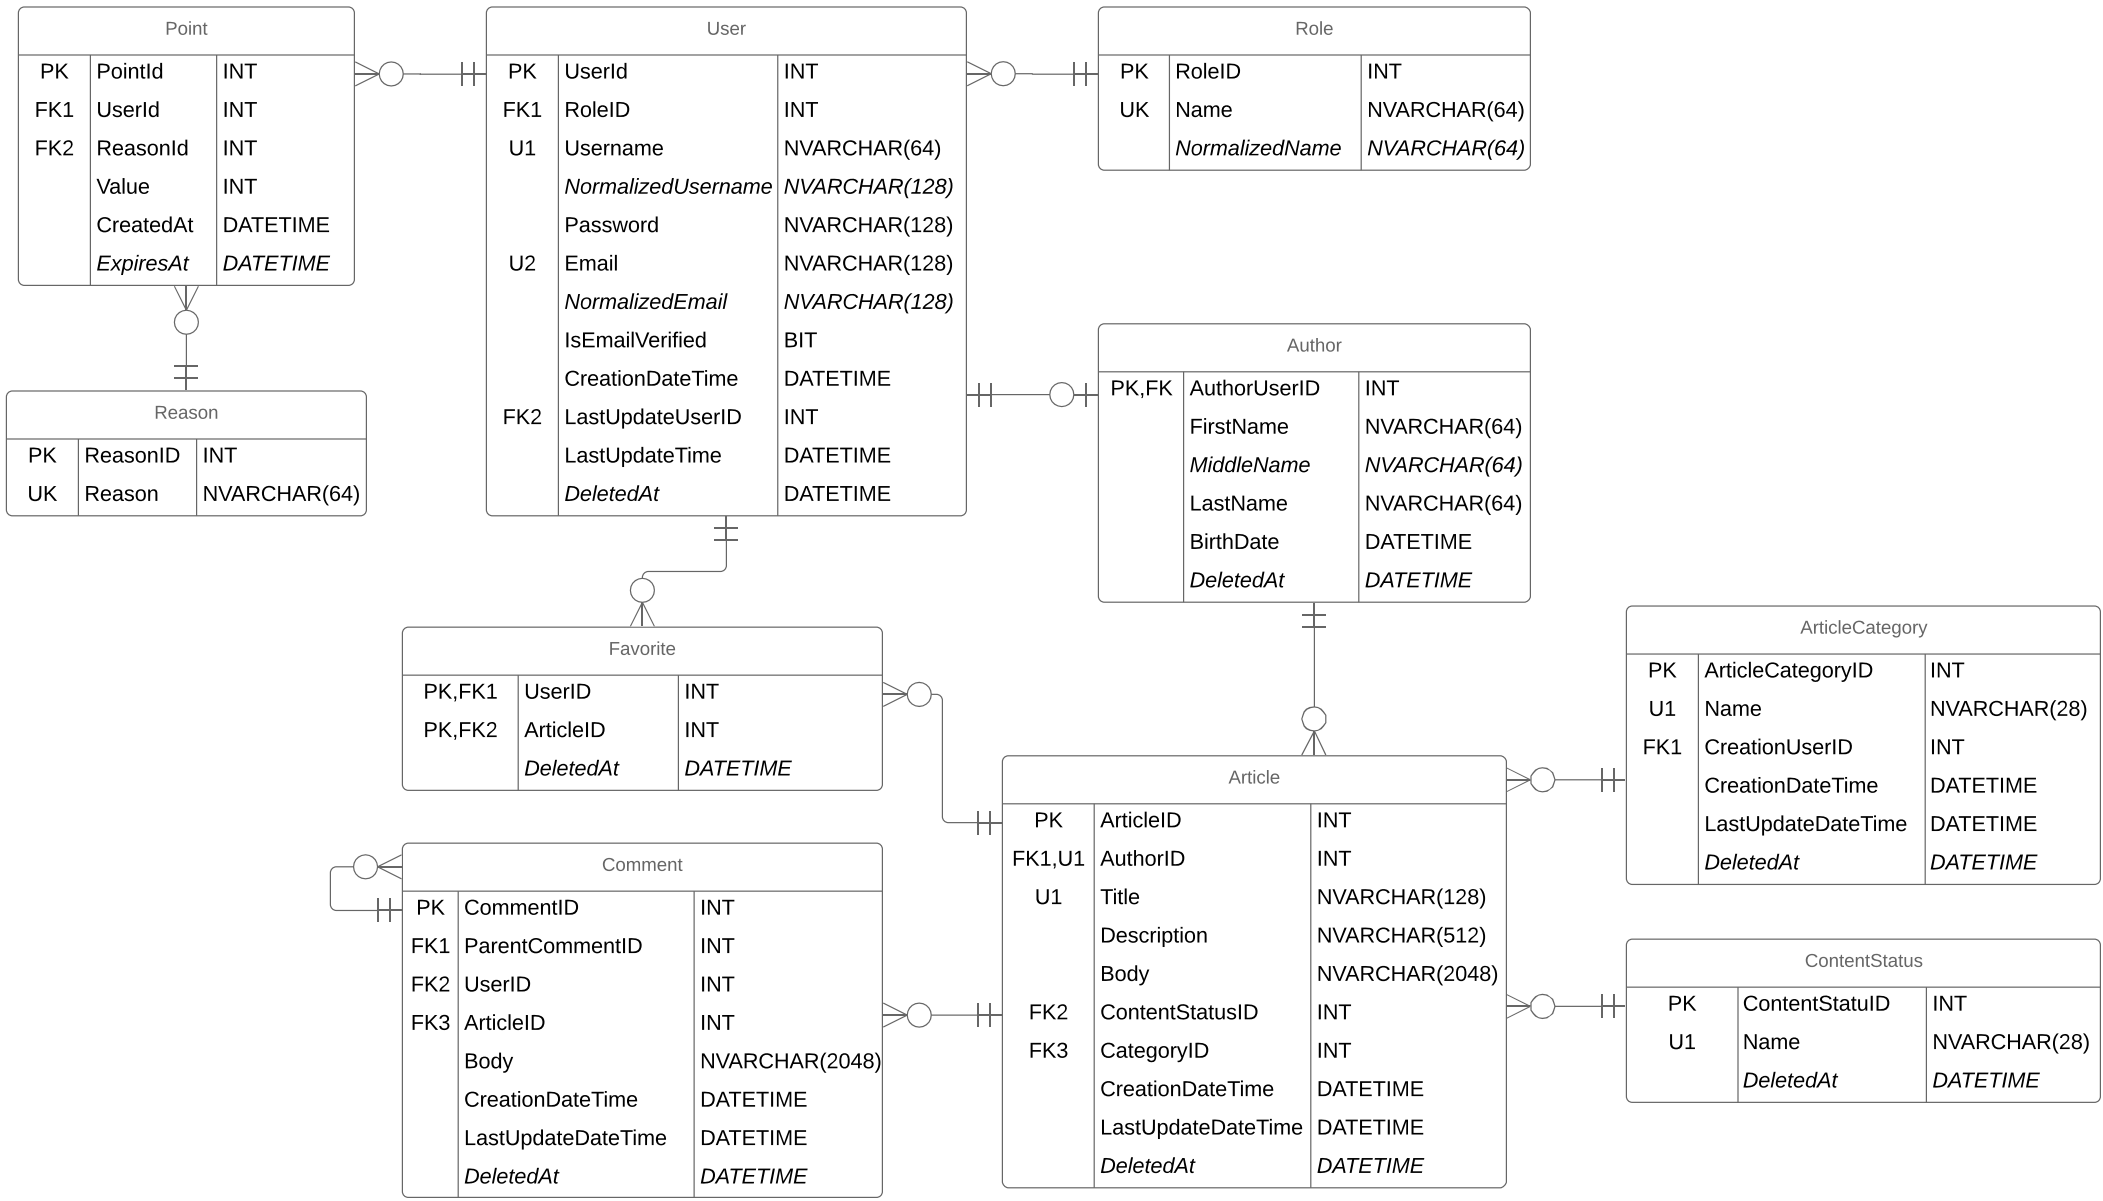 Point
PK PointId INT
FK1 UserId INT
FK2 ReasonId INT
Value INT
CreatedAt DATETIME
ExpiresAt DATETIME
User
PK UserId INT
FK1 RoleID INT
U1 Username NVARCHAR(64)
NormalizedUsername NVARCHAR(128)
Password NVARCHAR(128)
U2 Email NVARCHAR(128)
NormalizedEmail NVARCHAR(128)
IsEmailVerified BIT
CreationDateTime DATETIME
FK2 LastUpdateUserID INT
LastUpdateTime DATETIME
DeletedAt DATETIME
Role
PK RoleID INT
UK Name NVARCHAR(64)
NormalizedName NVARCHAR(64)
Reason
PK ReasonID INT
UK Reason NVARCHAR(64)
Author
PK,FK AuthorUserID INT
FirstName NVARCHAR(64)
MiddleName NVARCHAR(64)
LastName NVARCHAR(64)
BirthDate DATETIME
DeletedAt DATETIME
Favorite
PK,FK1 UserID INT
PK,FK2 ArticleID INT
DeletedAt DATETIME
ArticleCategory
PK ArticleCategoryID INT
U1 Name NVARCHAR(28)
FK1 CreationUserID INT
CreationDateTime DATETIME
LastUpdateDateTime DATETIME
DeletedAt DATETIME
Comment
PK CommentID INT
FK1 ParentCommentID INT
FK2 UserID INT
FK3 ArticleID INT
Body NVARCHAR(2048)
CreationDateTime DATETIME
LastUpdateDateTime DATETIME
DeletedAt DATETIME
Article
PK ArticleID INT
FK1,U1 AuthorID INT
U1 Title NVARCHAR(128)
Description NVARCHAR(512)
Body NVARCHAR(2048)
FK2 ContentStatusID INT
FK3 CategoryID INT
CreationDateTime DATETIME
LastUpdateDateTime DATETIME
DeletedAt DATETIME
ContentStatus
PK ContentStatuID INT
U1 Name NVARCHAR(28)
DeletedAt DATETIME